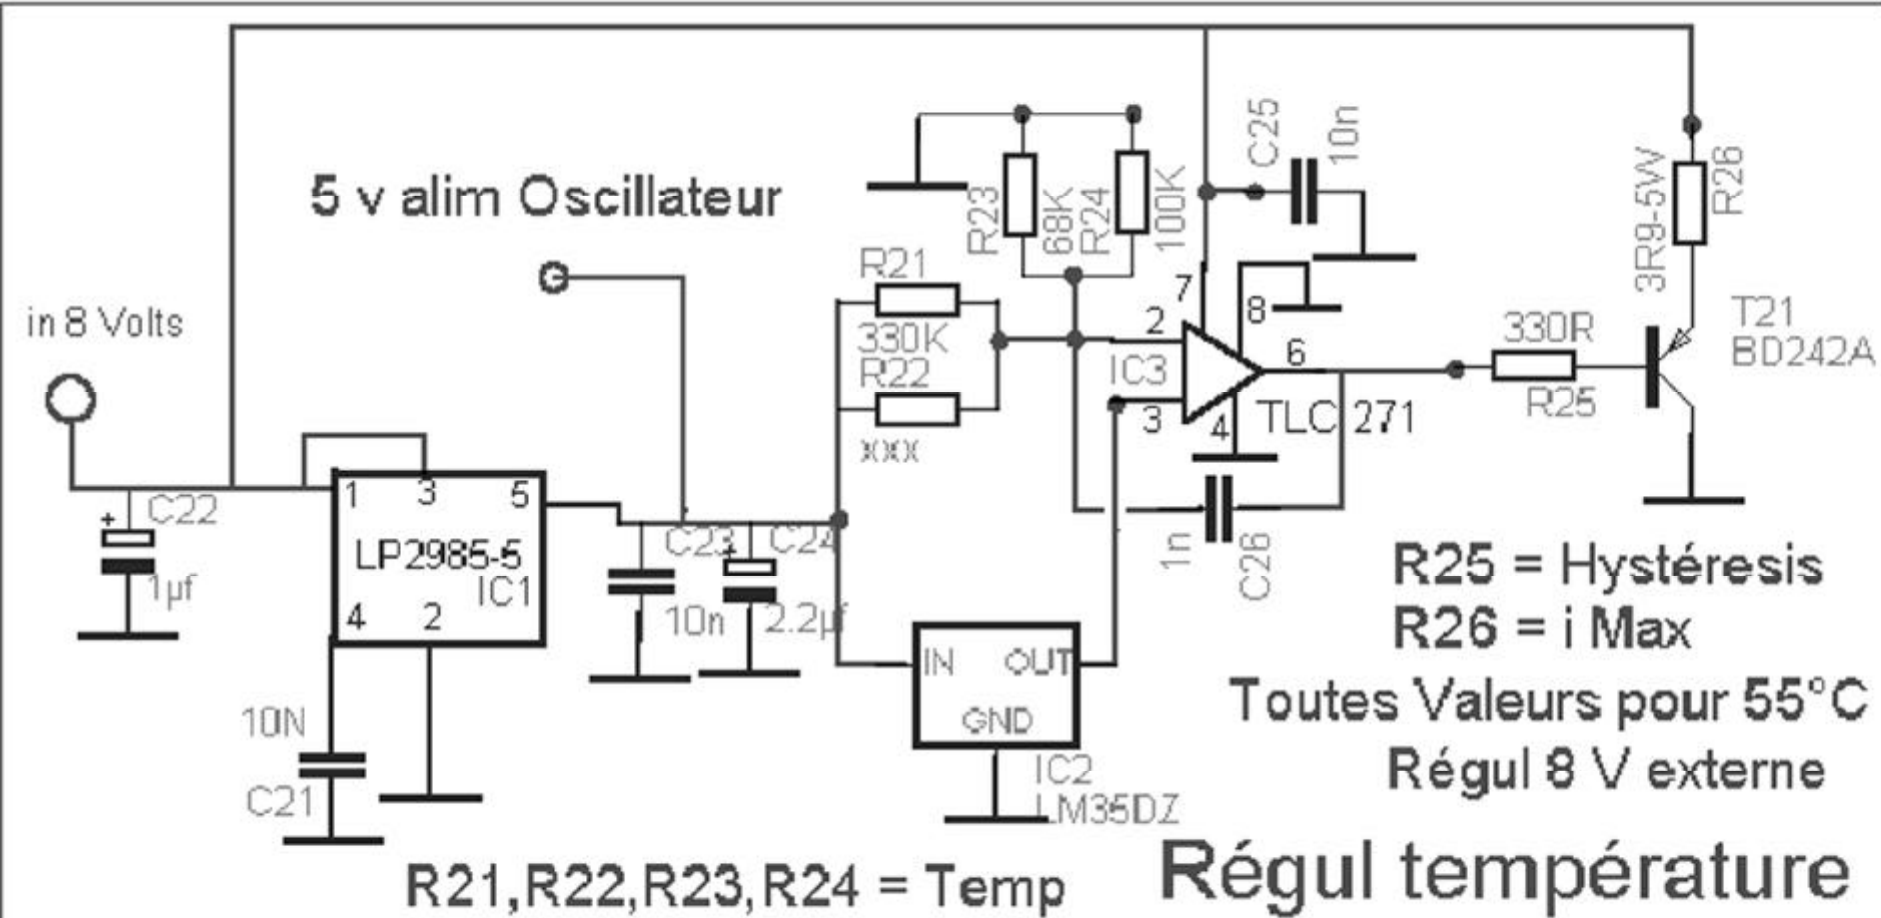 5 v alim Oscillateur
in 8 Volts
C22
+
1µf
1
3
5
LP2985-5
IC1
4
2
10N
C21
C23
10n
+
C24
2.2µf
R21
330K
R22
xxx
R23
68K
R24
100K
C25
10n
7
8
2
IC3
3
4
6
TLC 271
1n
C26
IN
OUT
GND
IC2
LM35DZ
330R
R25
3R9-5W
R26
T21
BD242A
R25 = Hystéresis
R26 = i Max
Toutes Valeurs pour 55°C
Régul 8 V externe
R21,R22,R23,R24 = Temp
Régul température